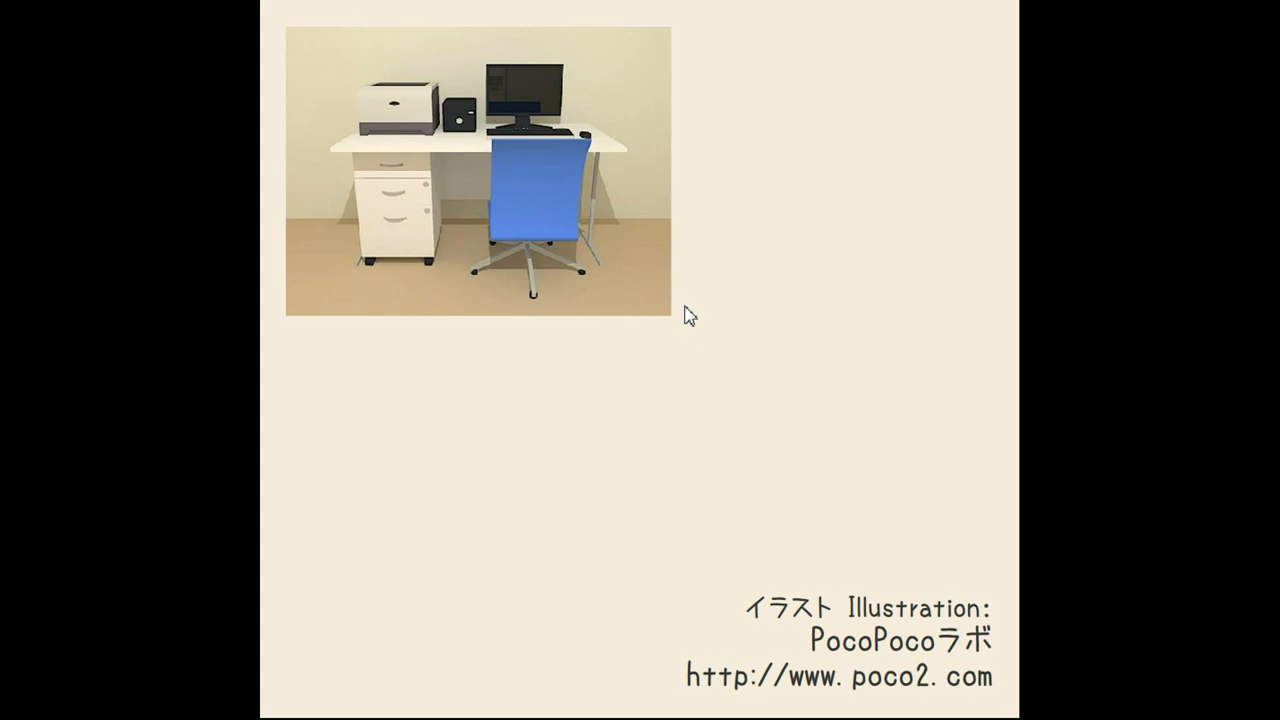 イラスト Illustration:
PocoPocoラボ
http://www.poco2.com